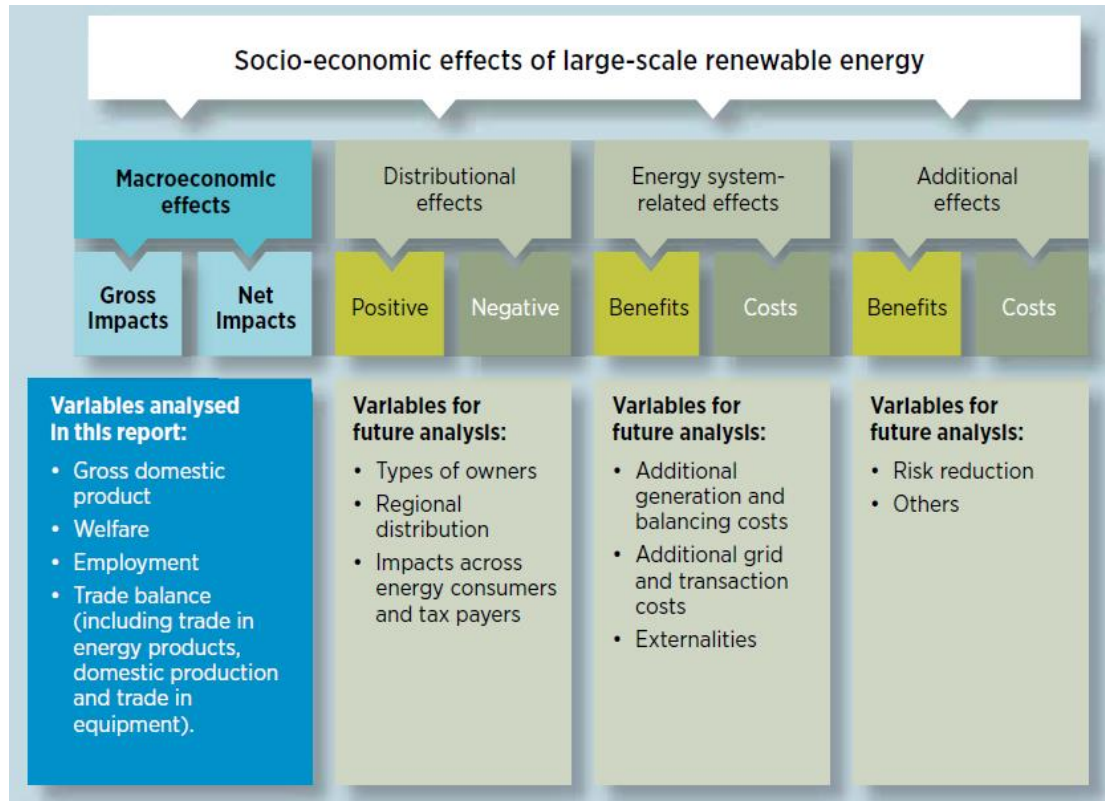 Socio-economic effects of large-scale renewable energy
Macroeconomic
effects
Gross
Impacts
Net
Impacts
Variables analysed
in this report:
• Gross domestic
product
• Welfare
• Employment
• Trade balance
(including trade in
energy products,
domestic production
and trade in
equipment).
Distributional
effects
Positive
Negative
Variables for
future analysis:
• Types of owners
• Regional
distribution
• Impacts across
energy consumers
and tax payers
Energy system-
related effects
Benefits
Costs
Variables for
future analysis:
• Additional
generation and
balancing costs
• Additional grid
and transaction
costs
• Externalities
Additional
effects
Benefits
Costs
Variables for
future analysis:
• Risk reduction
• Others